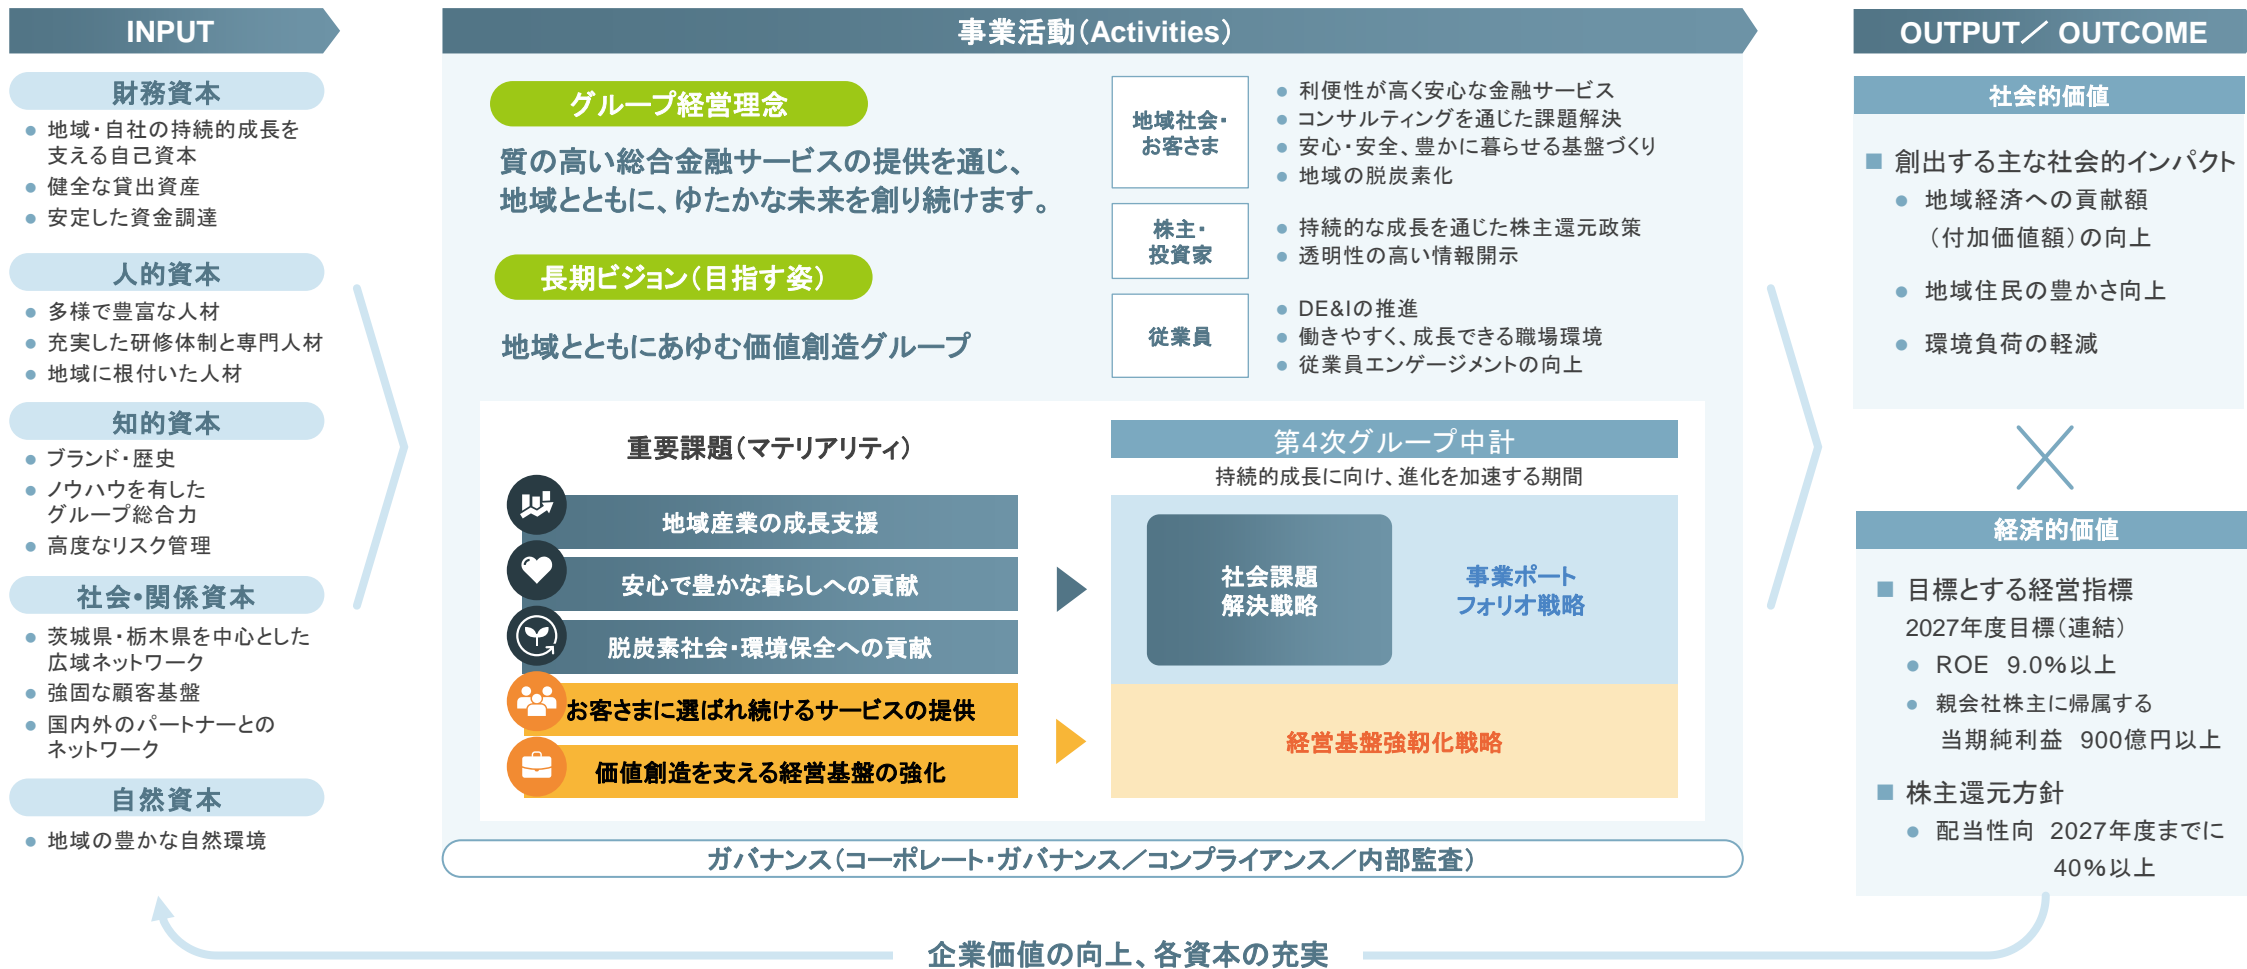 INPUT
財務資本
● 地域・自社の持続的成長を
支える自己資本
● 健全な貸出資産
● 安定した資金調達
人的資本
● 多様で豊富な人材
● 充実した研修体制と専門人材
● 地域に根付いた人材
知的資本
● ブランド・歴史
● ノウハウを有した
グループ総合力
● 高度なリスク管理
社会・関係資本
● 茨城県・栃木県を中心とした
広域ネットワーク
● 強固な顧客基盤
● 国内外のパートナーとの
ネットワーク
自然資本
● 地域の豊かな自然環境
事業活動（Activities）
グループ経営理念
質の高い総合金融サービスの提供を通じ、
地域とともに、ゆたかな未来を創り続けます。
長期ビジョン（目指す姿）
地域とともにあゆむ価値創造グループ
地域社会・
お客さま
● 利便性が高く安心な金融サービス
● コンサルティングを通じた課題解決
● 安心・安全、豊かに暮らせる基盤づくり
● 地域の脱炭素化
株主・
投資家
● 持続的な成長を通じた株主還元政策
● 透明性の高い情報開示
従業員
● DE&Iの推進
● 働きやすく、成長できる職場環境
● 従業員エンゲージメントの向上
重要課題（マテリアリティ）
地域産業の成長支援
安心で豊かな暮らしへの貢献
脱炭素社会・環境保全への貢献
お客さまに選ばれ続けるサービスの提供
価値創造を支える経営基盤の強化
第4次グループ中計
持続的成長に向け、進化を加速する期間
社会課題
解決戦略
事業ポート
フォリオ戦略
経営基盤強靭化戦略
ガバナンス（コーポレート・ガバナンス／コンプライアンス／内部監査）
OUTPUT／ OUTCOME
社会的価値
■ 創出する主な社会的インパクト
● 地域経済への貢献額
（付加価値額）の向上
● 地域住民の豊かさ向上
● 環境負荷の軽減
経済的価値
■ 目標とする経営指標
2027年度目標（連結）
● ROE 9.0%以上
● 親会社株主に帰属する
当期純利益 900億円以上
■ 株主還元方針
● 配当性向 2027年度までに
40%以上
企業価値の向上、各資本の充実